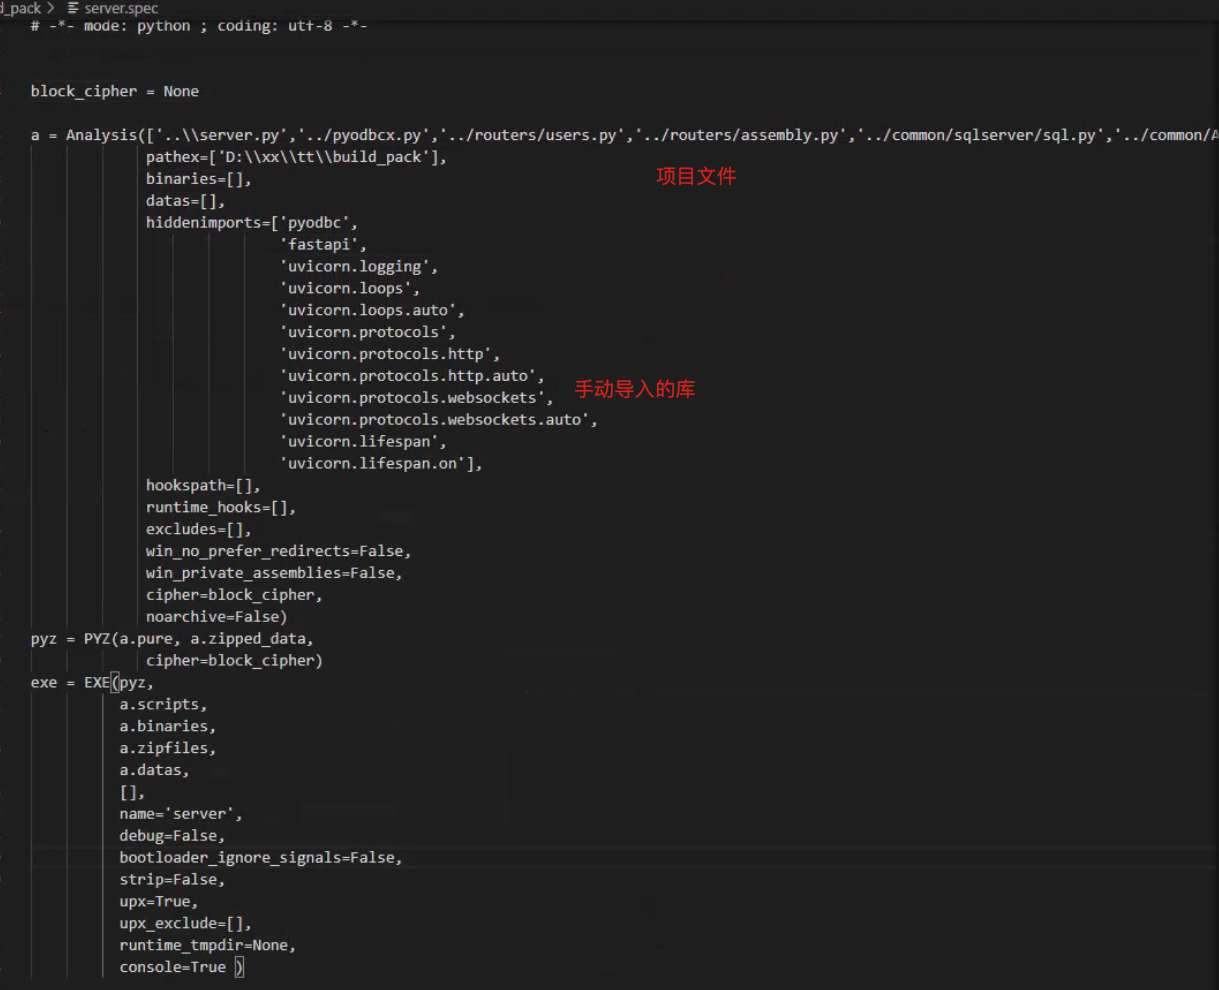 d_pack > server.spec
# -*- mode: python ; coding: utf-8 -*-
block_cipher = None
a = Analysis(['..\\server.py','../pyodbcx.py','../routers/users.py','../routers/assembly.py','../common/sqlserver/sql.py','../common/A
pathex=['D:\\xx\\tt\\build_pack'],
项目文件
binaries=[],
datas=[],
hiddenimports=['pyodbc',
'fastapi',
'uvicorn.logging',
'uvicorn.loops',
'uvicorn.loops.auto',
'uvicorn.protocols',
'uvicorn.protocols.http',
'uvicorn.protocols.http.auto',
手动导入的库
'uvicorn.protocols.websockets',
'uvicorn.protocols.websockets.auto',
'uvicorn.lifespan',
'uvicorn.lifespan.on'],
hookspath=[],
runtime_hooks=[],
excludes=[],
win_no_prefer_redirects=False,
win_private_assemblies=False,
cipher=block_cipher,
noarchive=False)
pyz = PYZ(a.pure, a.zipped_data,
cipher=block_cipher)
exe = EXE(pyz,
a.scripts,
a.binaries,
a.zipfiles,
a.datas,
[],
name='server',
debug=False,
bootloader_ignore_signals=False,
strip=False,
upx=True,
upx_exclude=[],
runtime_tmpdir=None,
console=True )